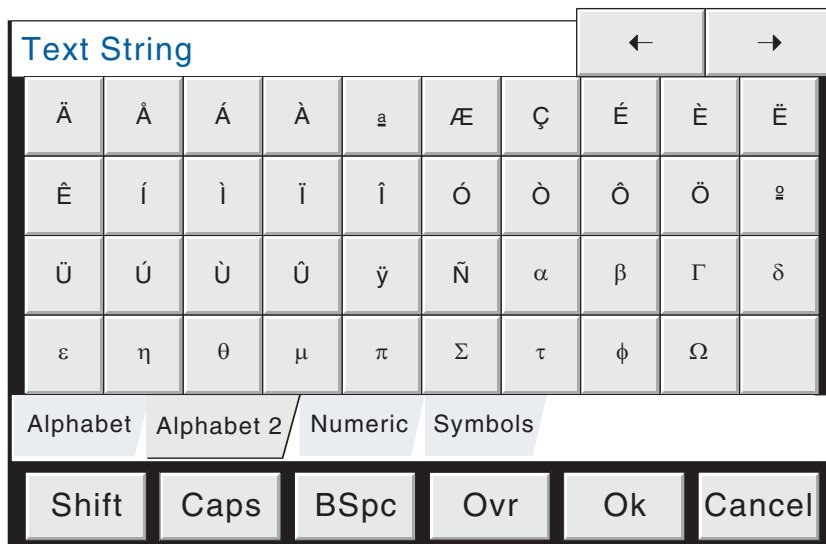 Text String ← →
Ä Å Á À ª Æ Ç É È Ë
Ê Í Ì Ï Î Ó Ò Ô Ö º
Ü Ú Ù Û ÿ Ñ α β Γ δ
ε η θ μ π Σ τ ϕ Ω
Alphabet Alphabet 2 Numeric Symbols
Shift Caps BSpc Ovr Ok Cancel